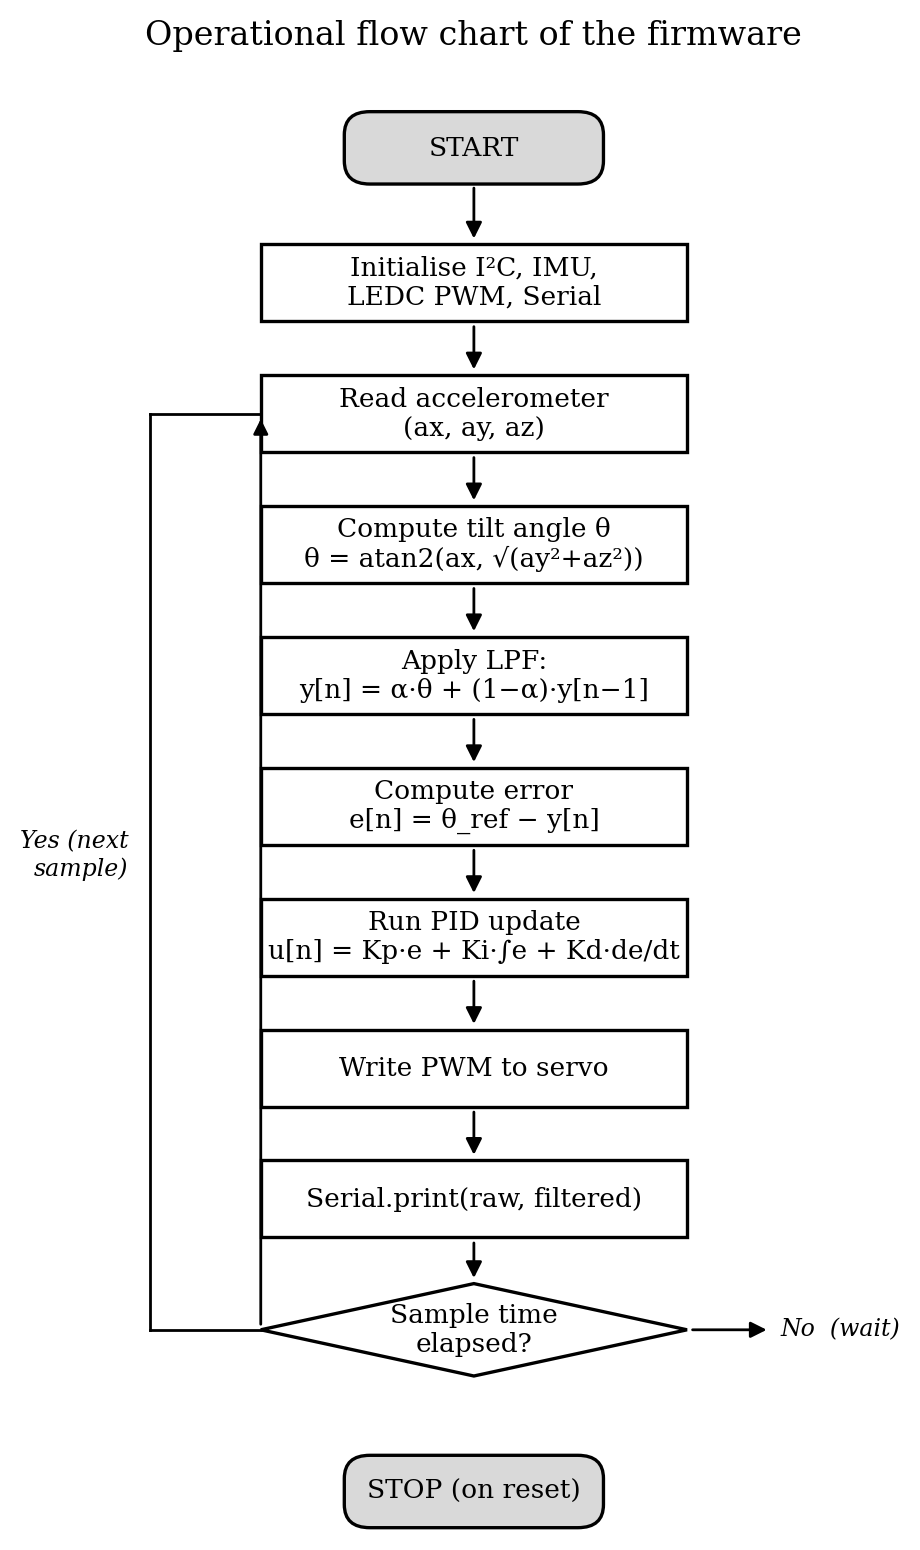 Operational flow chart of the firmware
START
Initialise I²C, IMU,
LEDC PWM, Serial
Read accelerometer
(ax, ay, az)
Compute tilt angle θ
θ = atan2(ax, √(ay²+az²))
Apply LPF:
y[n] = α·θ + (1−α)·y[n−1]
Compute error
e[n] = θ_ref − y[n]
Yes (next
sample)
Run PID update
u[n] = Kp·e + Ki·∫e + Kd·de/dt
Write PWM to servo
Serial.print(raw, filtered)
Sample time
elapsed?
No  (wait)
STOP (on reset)